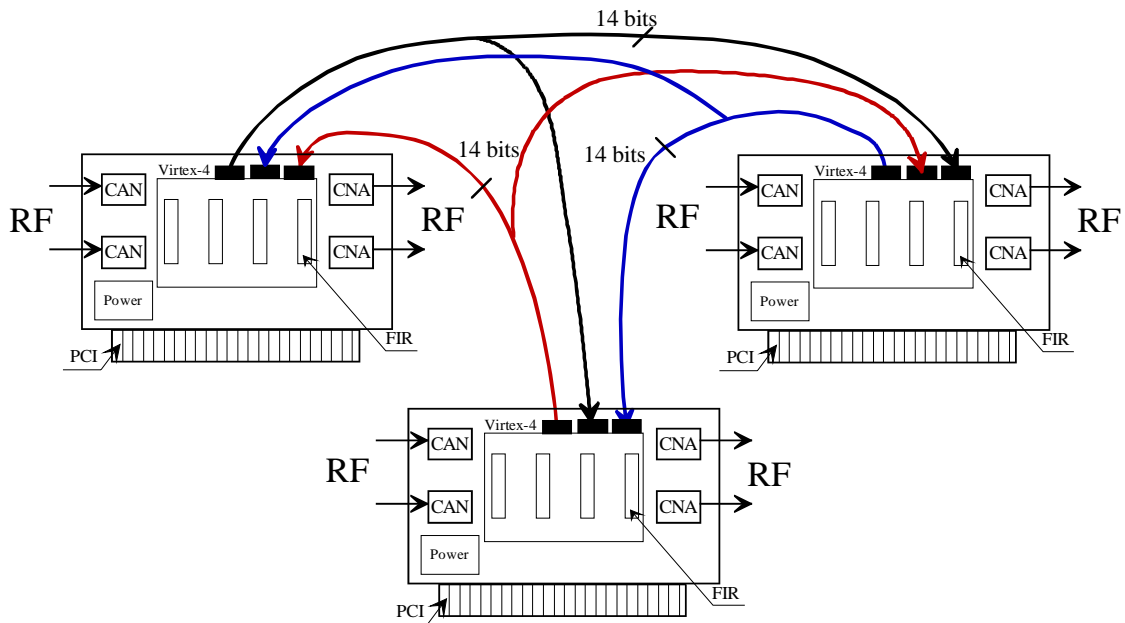 14 bits
14 bits
14 bits
Virtex-4
CAN
CNA
RF
RF
CAN
CNA
Power
FIR
PCI
Virtex-4
CAN
CNA
RF
RF
CAN
CNA
Power
FIR
PCI
Virtex-4
CAN
CNA
RF
RF
CAN
CNA
Power
FIR
PCI